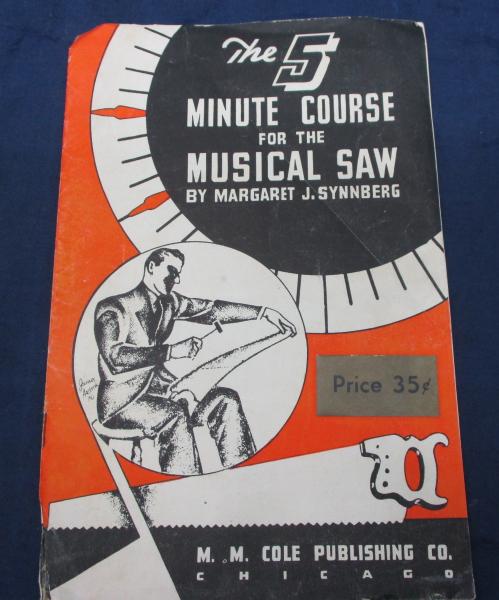 The 5
MINUTE COURSE
FOR THE
MUSICAL SAW
BY MARGARET J. SYNNBERG
Price 35¢
M. M. COLE PUBLISHING CO.
CHICAGO